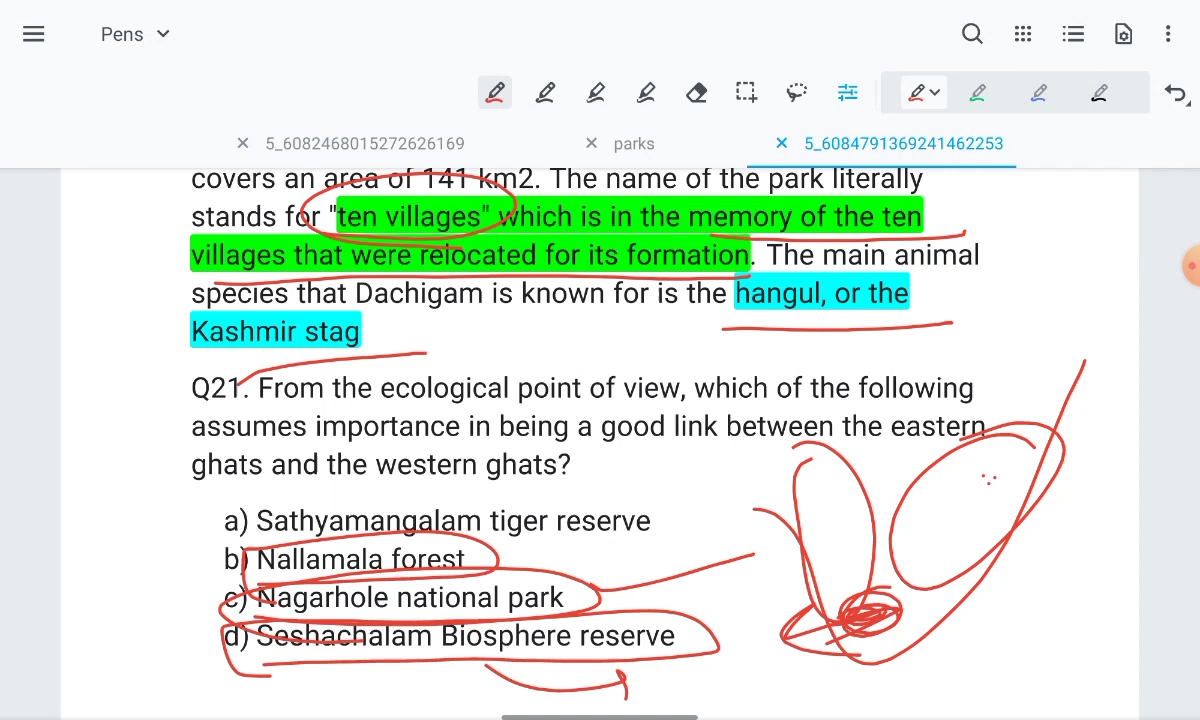 Pens
5_6082468015272626169
parks
5_6084791369241462253
covers an area of 141 km2. The name of the park literally
stands for "ten villages" which is in the memory of the ten
villages that were relocated for its formation. The main animal
species that Dachigam is known for is the hangul, or the
Kashmir stag
Q21. From the ecological point of view, which of the following
assumes importance in being a good link between the eastern
ghats and the western ghats?
a) Sathyamangalam tiger reserve
b) Nallamala forest
c) Nagarhole national park
d) Seshachalam Biosphere reserve